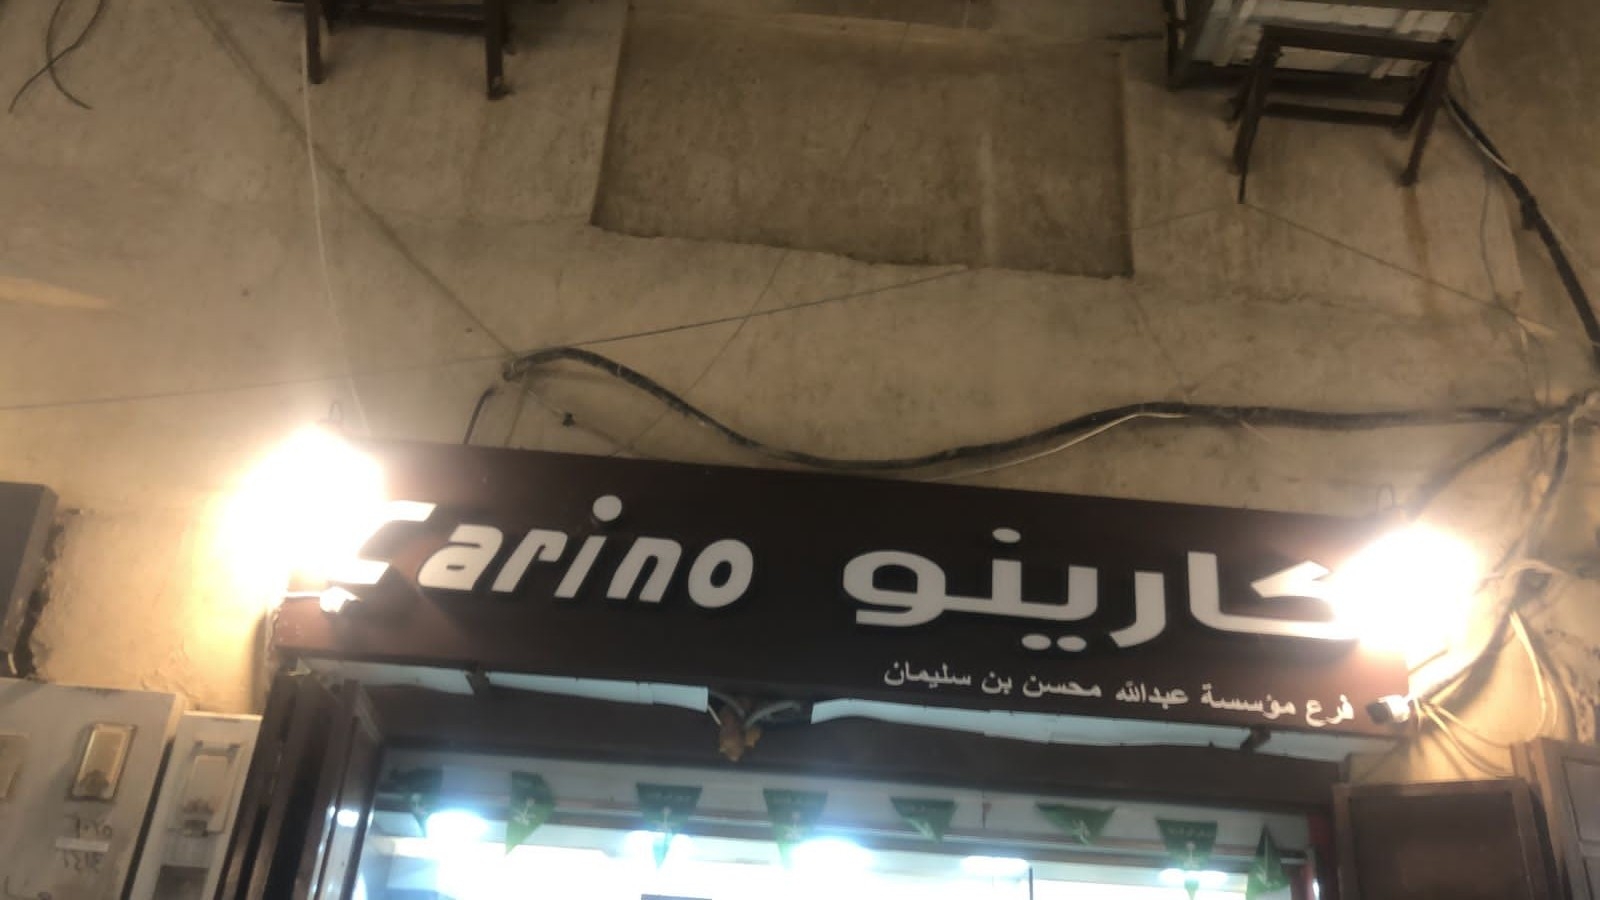 Carino كارينو
فرع مؤسسة عبدالله محسن بن سليمان